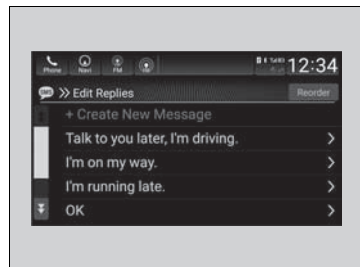 Phone Navi FM
12:34
SMS Edit Replies
Reorder
+ Create New Message
Talk to you later, I'm driving.
I'm on my way.
I'm running late.
OK